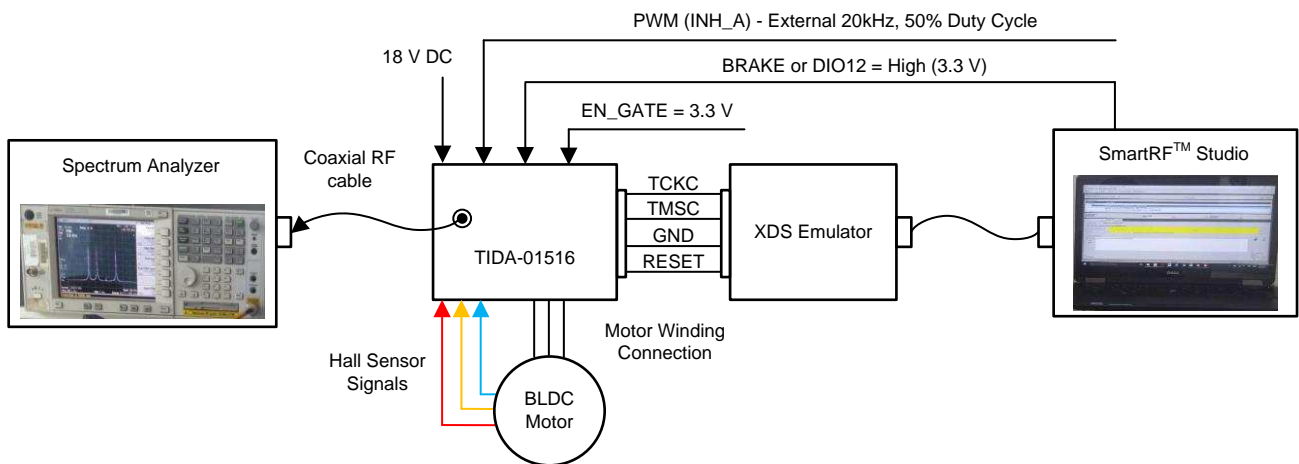 PWM (INH_A) - External 20kHz, 50% Duty Cycle
18 V DC
BRAKE or DIO12 = High (3.3 V)
EN_GATE = 3.3 V
Spectrum Analyzer
Coaxial RF
cable
TIDA-01516
TCKC
TMSC
GND
RESET
XDS Emulator
SmartRF™ Studio
Hall Sensor
Signals
Motor Winding
Connection
BLDC
Motor